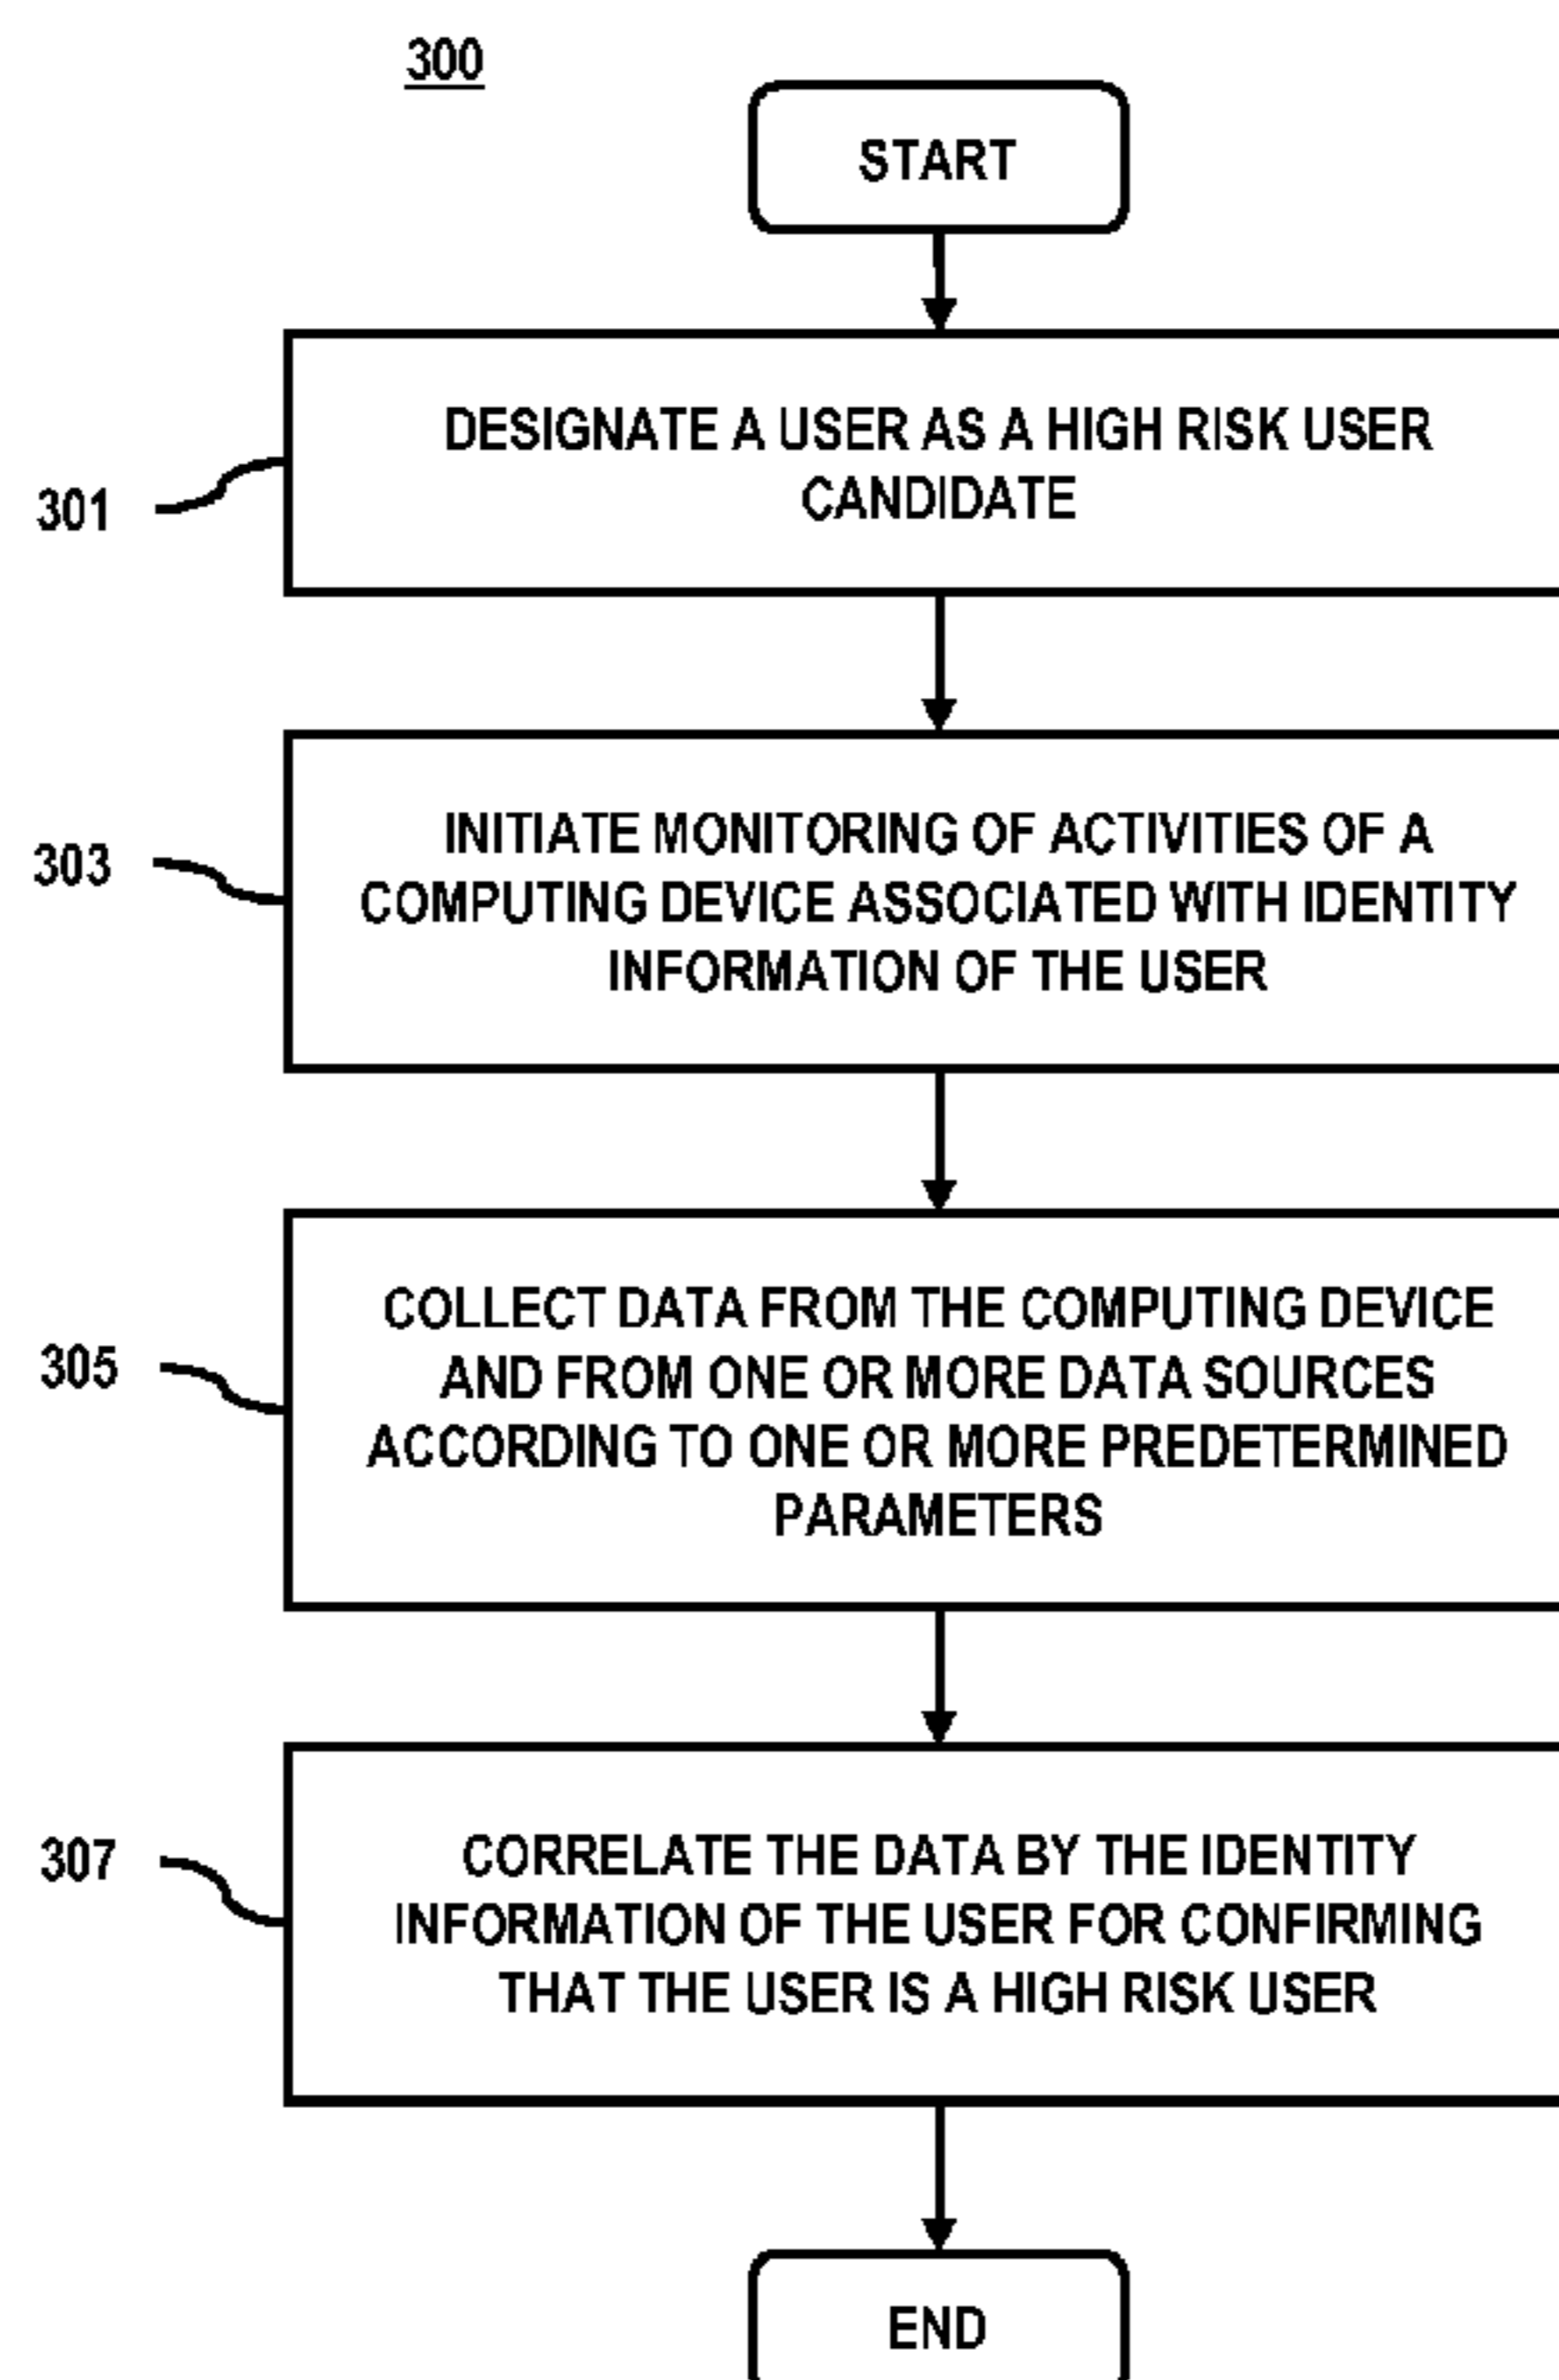 300
START
DESIGNATE A USER AS A HIGH RISK USER
CANDIDATE
301
INITIATE MONITORING OF ACTIVITIES OF A
COMPUTING DEVICE ASSOCIATED WITH IDENTITY
INFORMATION OF THE USER
303
COLLECT DATA FROM THE COMPUTING DEVICE
AND FROM ONE OR MORE DATA SOURCES
ACCORDING TO ONE OR MORE PREDETERMINED
PARAMETERS
305
CORRELATE THE DATA BY THE IDENTITY
INFORMATION OF THE USER FOR CONFIRMING
THAT THE USER IS A HIGH RISK USER
307
END